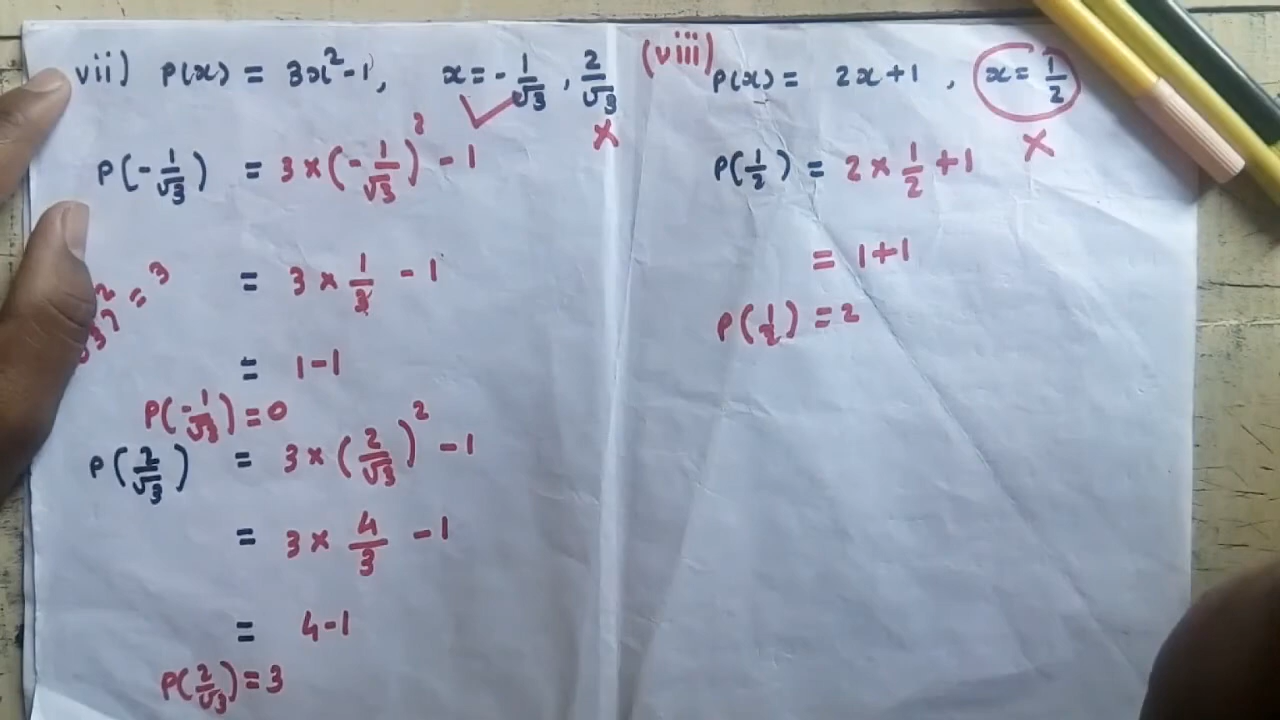 vii) P(x) = 3x²-1, x = -1/√3, 2/√3
P(-1/√3) = 3×(-1/√3)² - 1
= 3 × 1/3 - 1
2 = 3
= 1-1
P(-1/√3) = 0
P(2/√3) = 3 × (2/√3)² - 1
= 3 × 4/3 - 1
= 4-1
P(2/√3) = 3
(viii) P(x) = 2x+1, x = 1/2
×
P(1/2) = 2 × 1/2 + 1
= 1+1
P(1/2) = 2